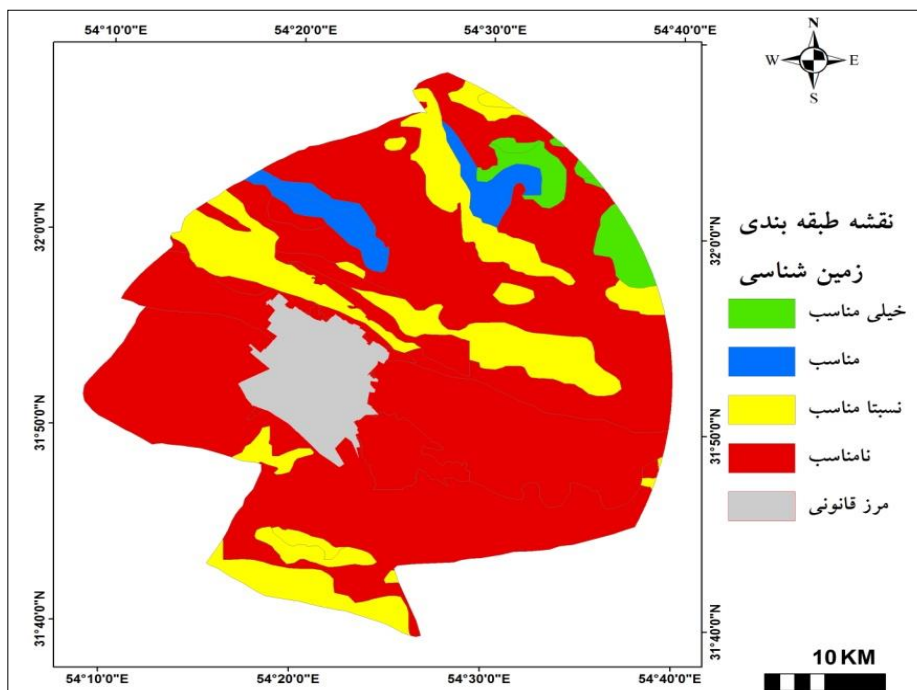 54°10'0"E 54°20'0"E 54°30'0"E 54°40'0"E
N
W E
S
32°0'0"N 32°0'0"N
31°50'0"N 31°50'0"N
31°40'0"N 31°40'0"N
نقشه طبقه بندی
زمین شناسی
خیلی مناسب
مناسب
نسبتا مناسب
نامناسب
مرز قانونی
10 KM
54°10'0"E 54°20'0"E 54°30'0"E 54°40'0"E